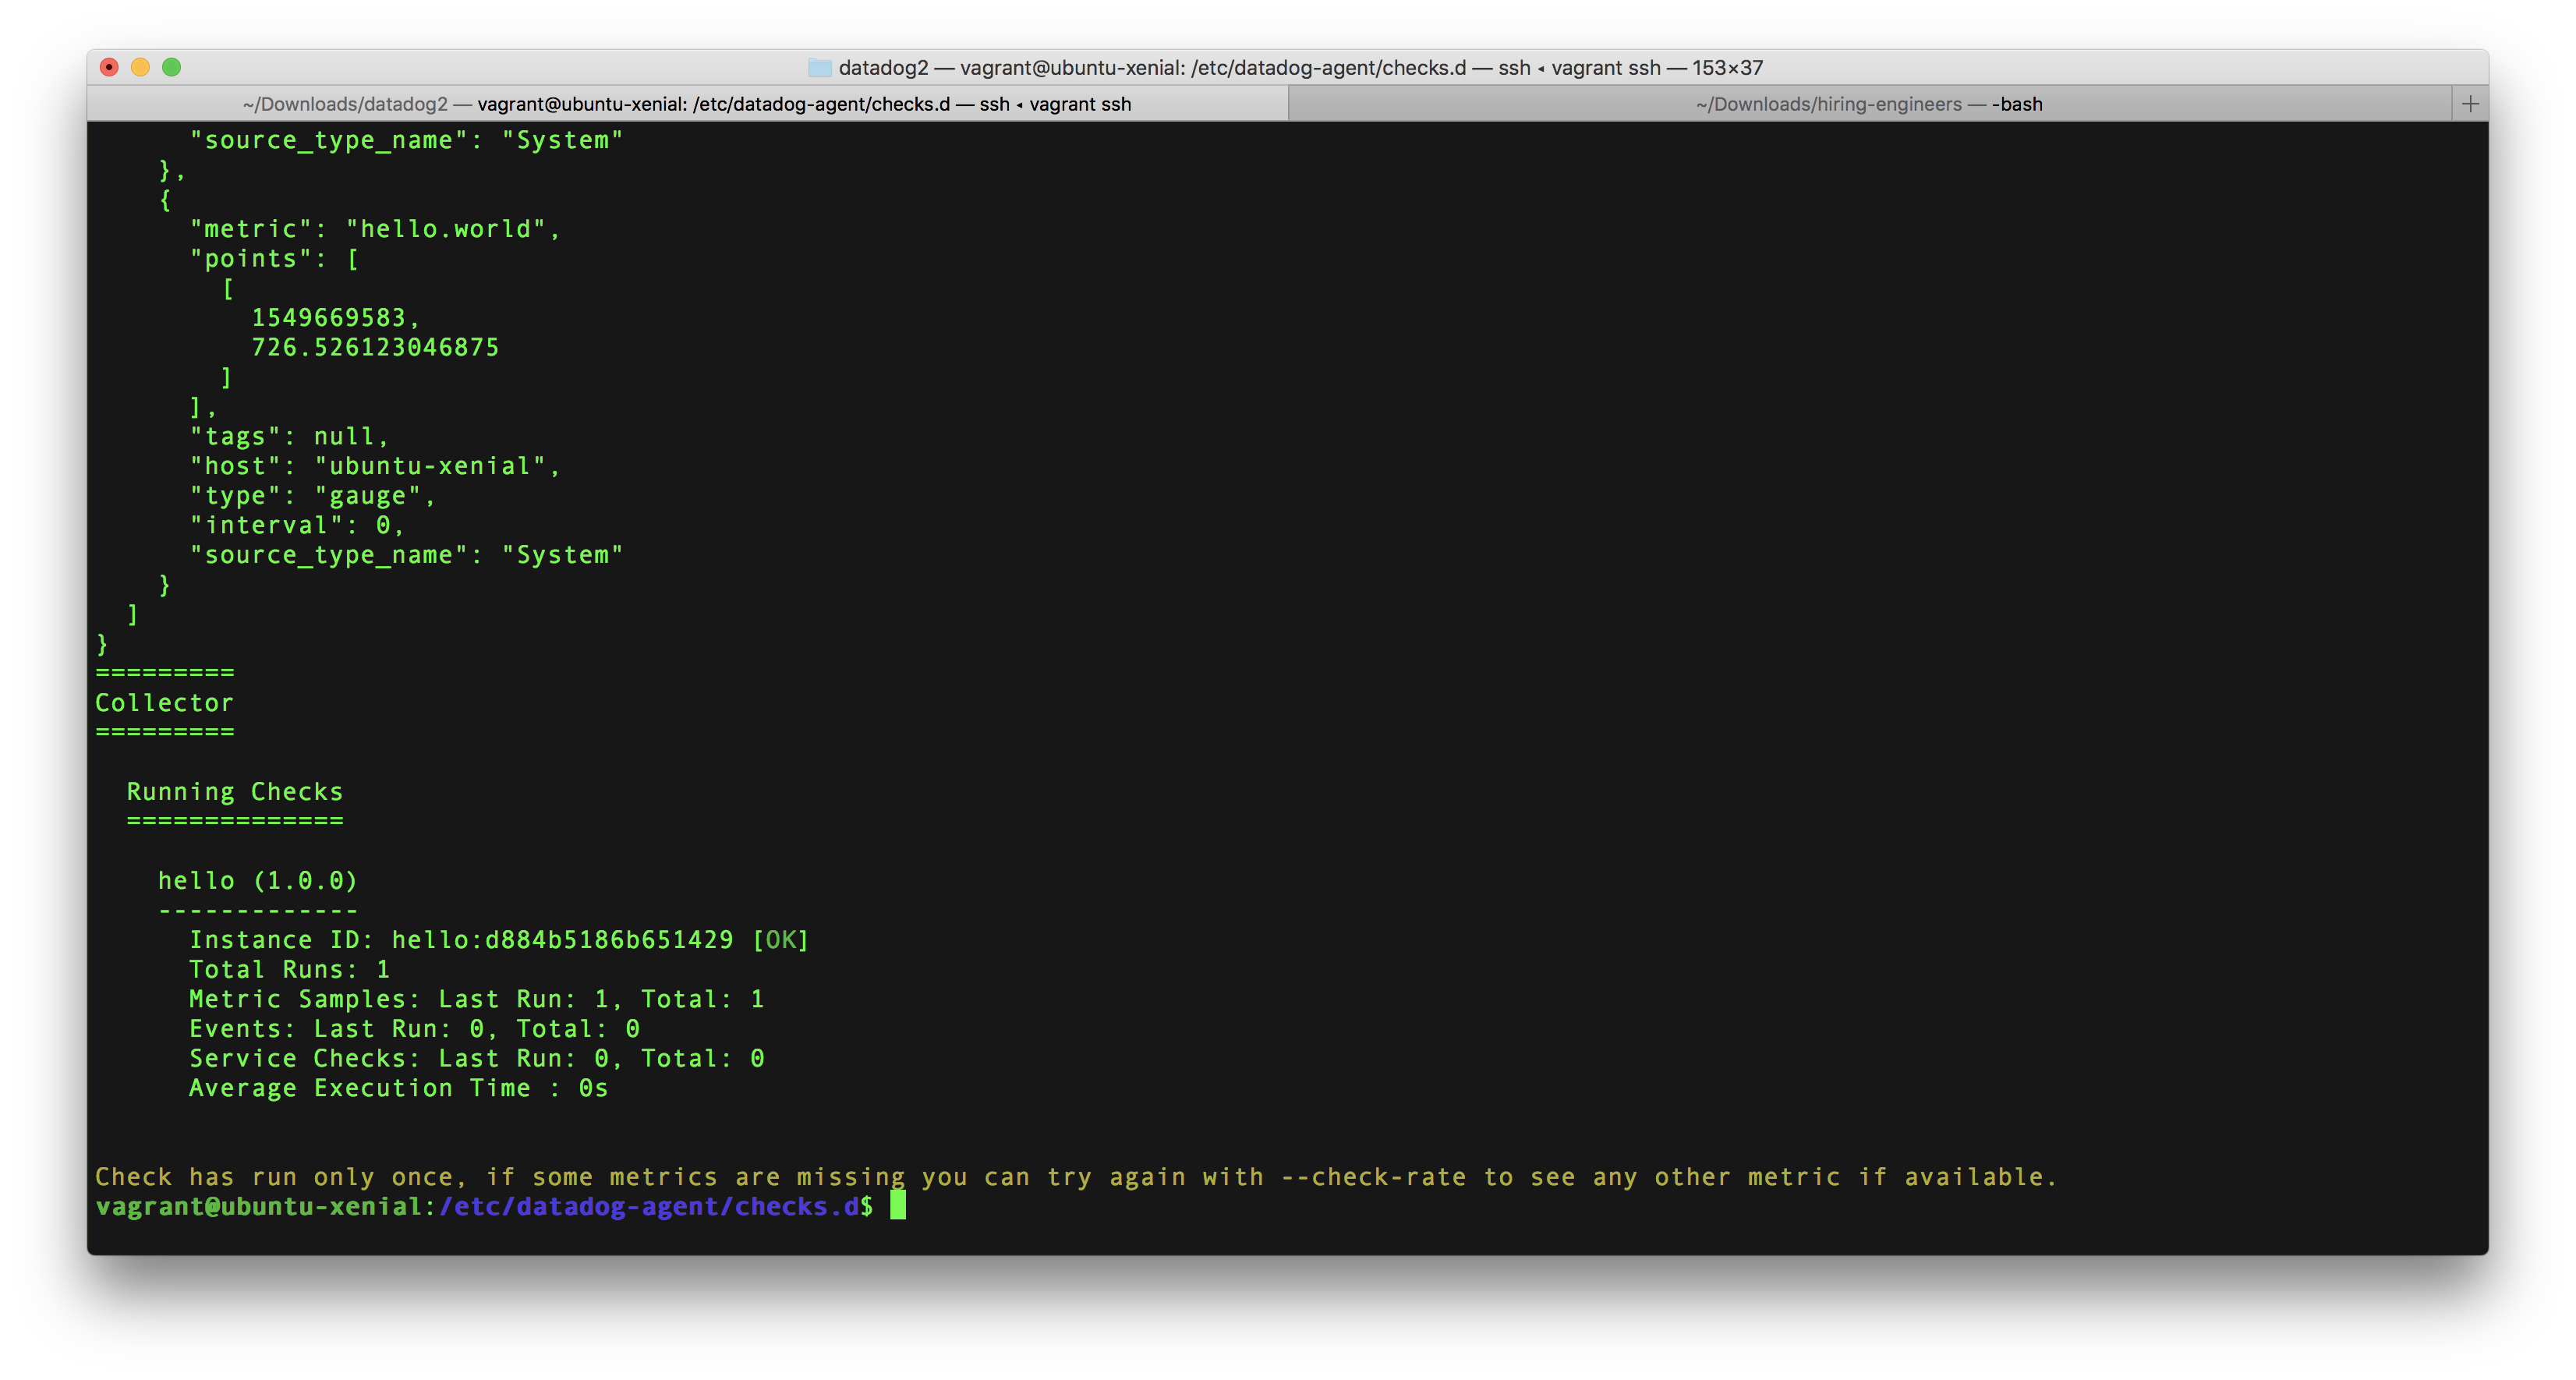 datadog2 — vagrant@ubuntu-xenial: /etc/datadog-agent/checks.d — ssh ◂ vagrant ssh — 153×37
~/Downloads/datadog2 — vagrant@ubuntu-xenial: /etc/datadog-agent/checks.d — ssh ◂ vagrant ssh
~/Downloads/hiring-engineers — -bash
"source_type_name": "System"
},
{
"metric": "hello.world",
"points": [
[
1549669583,
726.526123046875
]
],
"tags": null,
"host": "ubuntu-xenial",
"type": "gauge",
"interval": 0,
"source_type_name": "System"
}
]
}
=========
Collector
=========
Running Checks
==============
hello (1.0.0)
-------------
Instance ID: hello:d884b5186b651429 [OK]
Total Runs: 1
Metric Samples: Last Run: 1, Total: 1
Events: Last Run: 0, Total: 0
Service Checks: Last Run: 0, Total: 0
Average Execution Time : 0s
Check has run only once, if some metrics are missing you can try again with --check-rate to see any other metric if available.
vagrant@ubuntu-xenial:/etc/datadog-agent/checks.d$